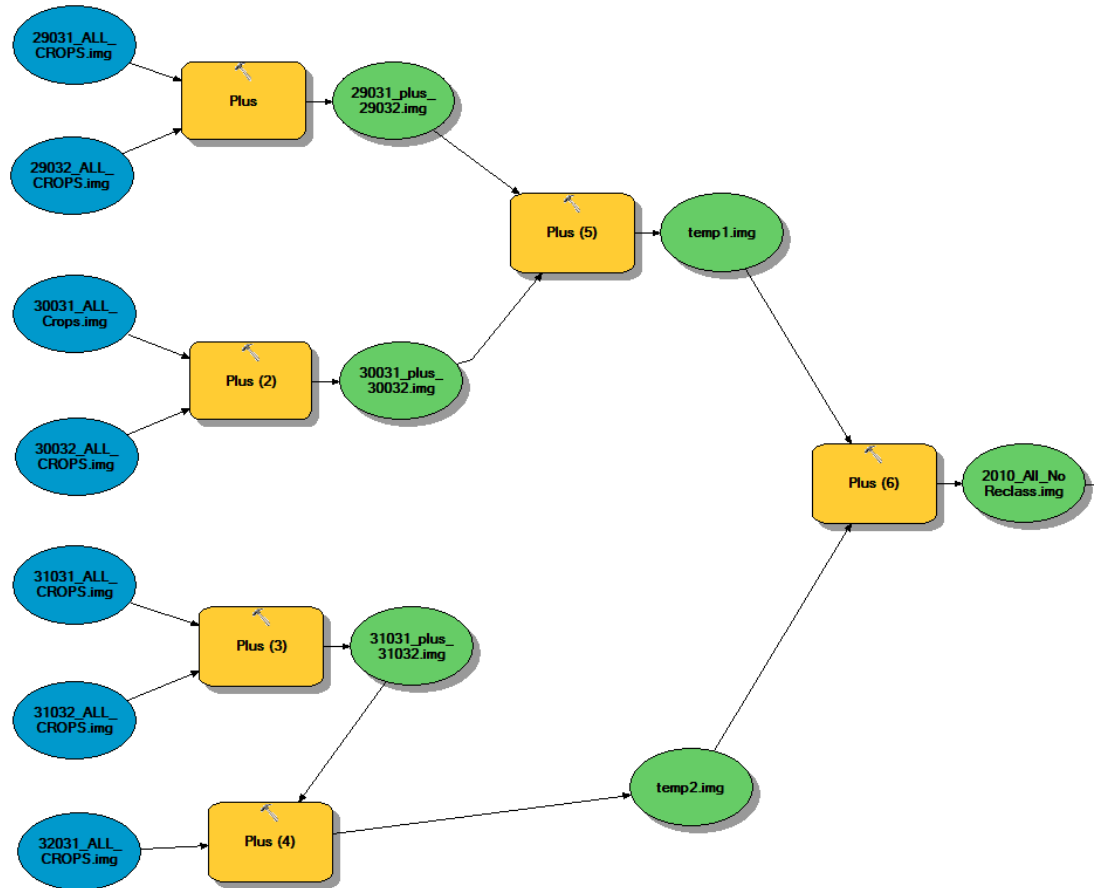 29031_ALL_
CROPS.img
Plus
29031_plus_
29032.img
29032_ALL_
CROPS.img
Plus (5)
temp1.img
30031_ALL_
Crops.img
Plus (2)
30031_plus_
30032.img
30032_ALL_
CROPS.img
Plus (6)
2010_All_No
Reclass.img
31031_ALL_
CROPS.img
Plus (3)
31031_plus_
31032.img
31032_ALL_
CROPS.img
temp2.img
32031_ALL_
CROPS.img
Plus (4)